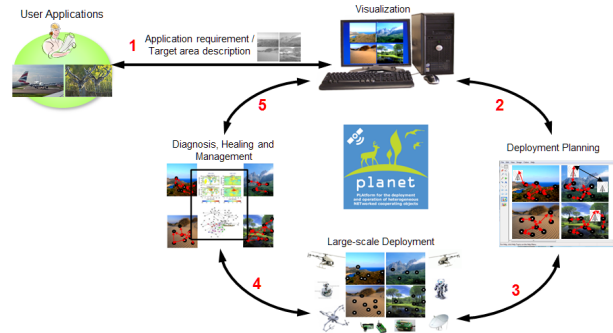 User Applications
Visualization
1
Application requirement /
Target area description
5
2
Diagnosis, Healing and
Management
Deployment Planning
planet
PLAtform for the deployment
and operation of heterogeneous
NETworked cooperating objects
Large-scale Deployment
4
3